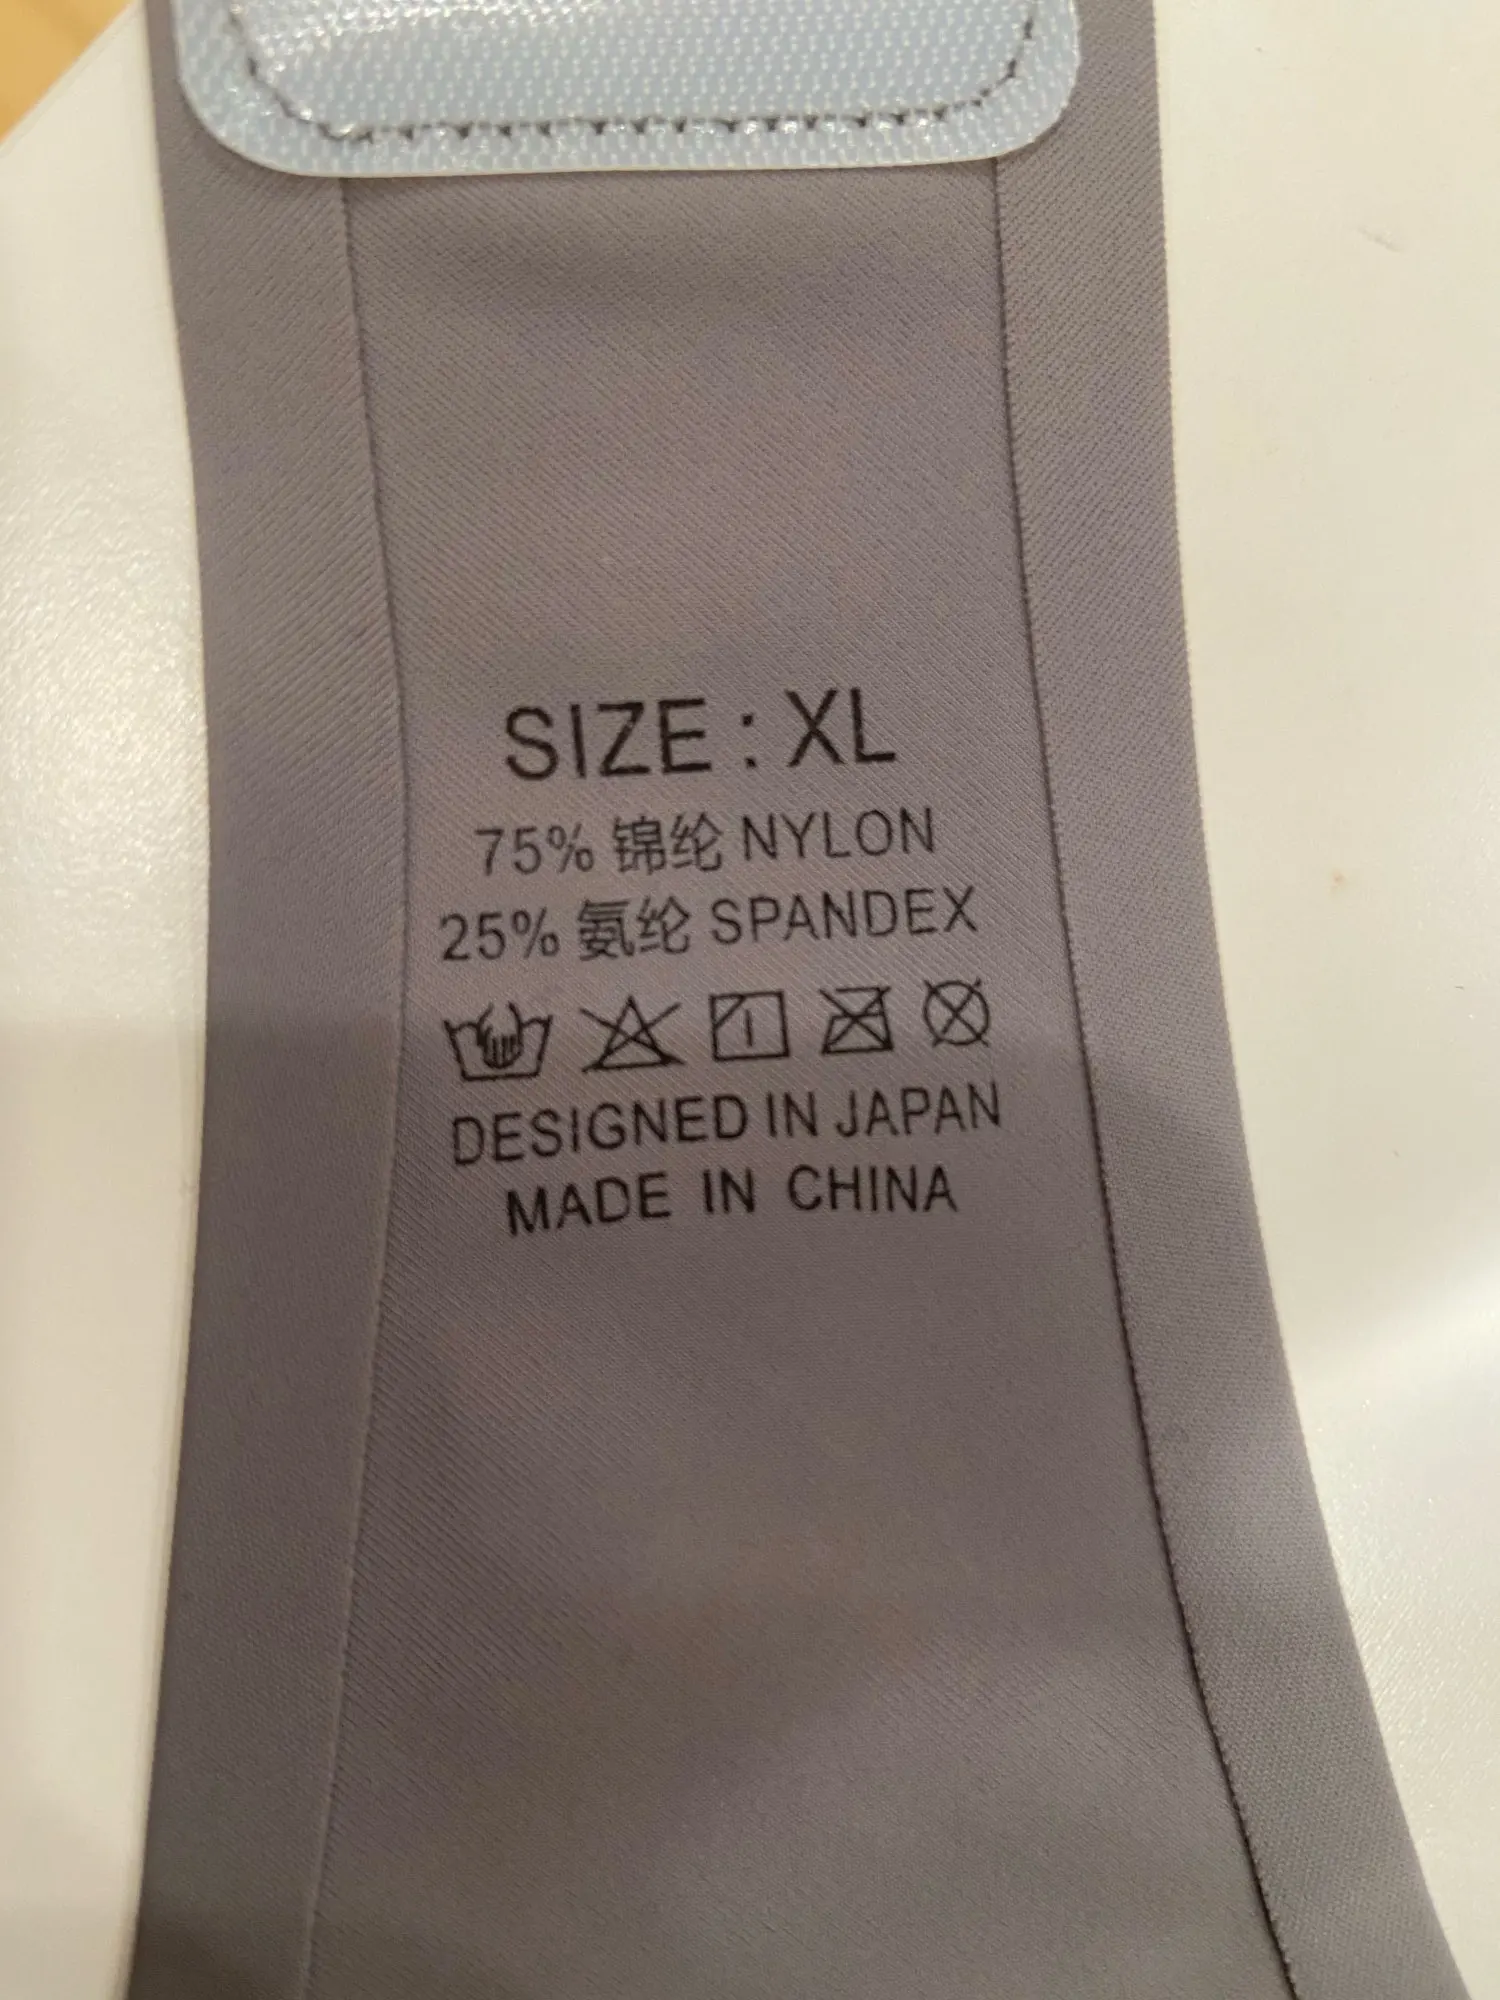 SIZE : XL
75% 锦纶 NYLON
25% 氨纶 SPANDEX
DESIGNED IN JAPAN
MADE IN CHINA